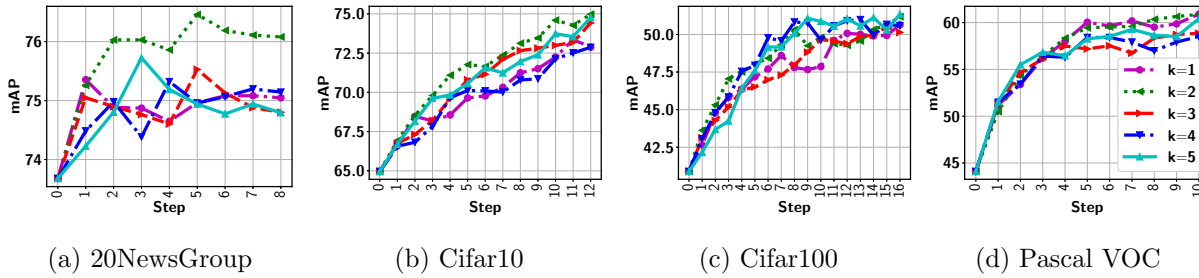 76
75
74
mAP
0 1 2 3 4 5 6 7 8
Step
(a) 20NewsGroup
75.0
72.5
70.0
67.5
65.0
mAP
0 1 2 3 4 5 6 7 8 9 10 11 12
Step
(b) Cifar10
50.0
47.5
45.0
42.5
mAP
0 1 2 3 4 5 6 7 8 9 10 11 12 13 14 15 16
Step
(c) Cifar100
60
55
50
45
mAP
k=1
k=2
k=3
k=4
k=5
0 1 2 3 4 5 6 7 8 9 10
Step
(d) Pascal VOC